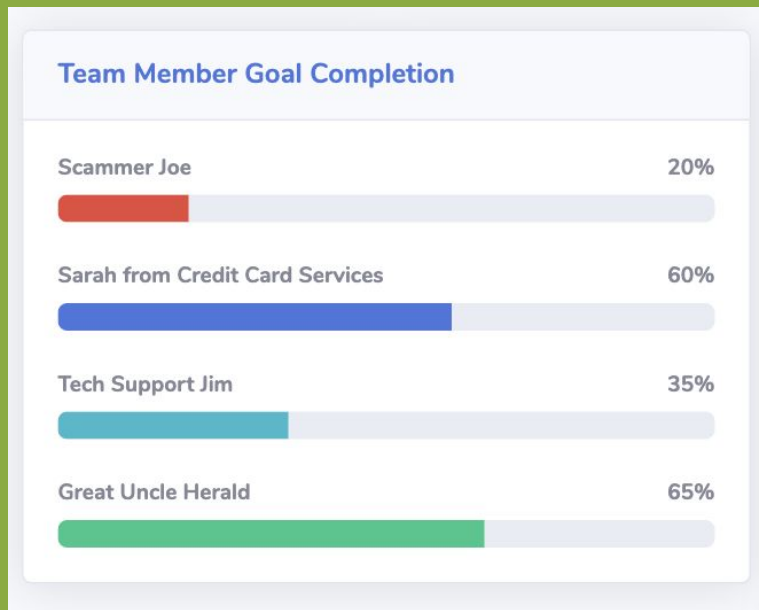 Team Member Goal Completion
Scammer Joe 20%
Sarah from Credit Card Services 60%
Tech Support Jim 35%
Great Uncle Herald 65%